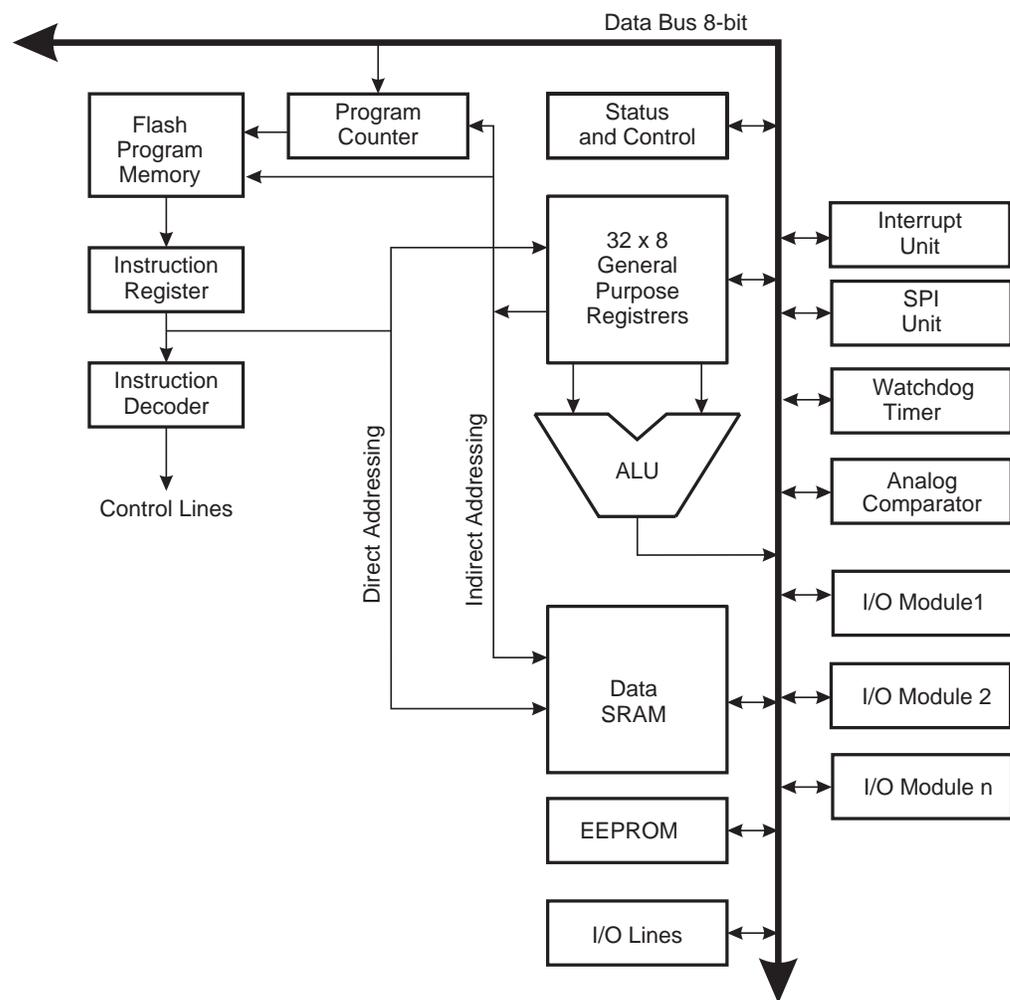 Data Bus 8-bit
Flash
Program
Memory
Program
Counter
Status
and Control
Instruction
Register
32 x 8
General
Purpose
Registrers
Interrupt
Unit
SPI
Unit
Instruction
Decoder
Watchdog
Timer
Control Lines
Direct Addressing
Indirect Addressing
ALU
Analog
Comparator
I/O Module1
Data
SRAM
I/O Module 2
I/O Module n
EEPROM
I/O Lines